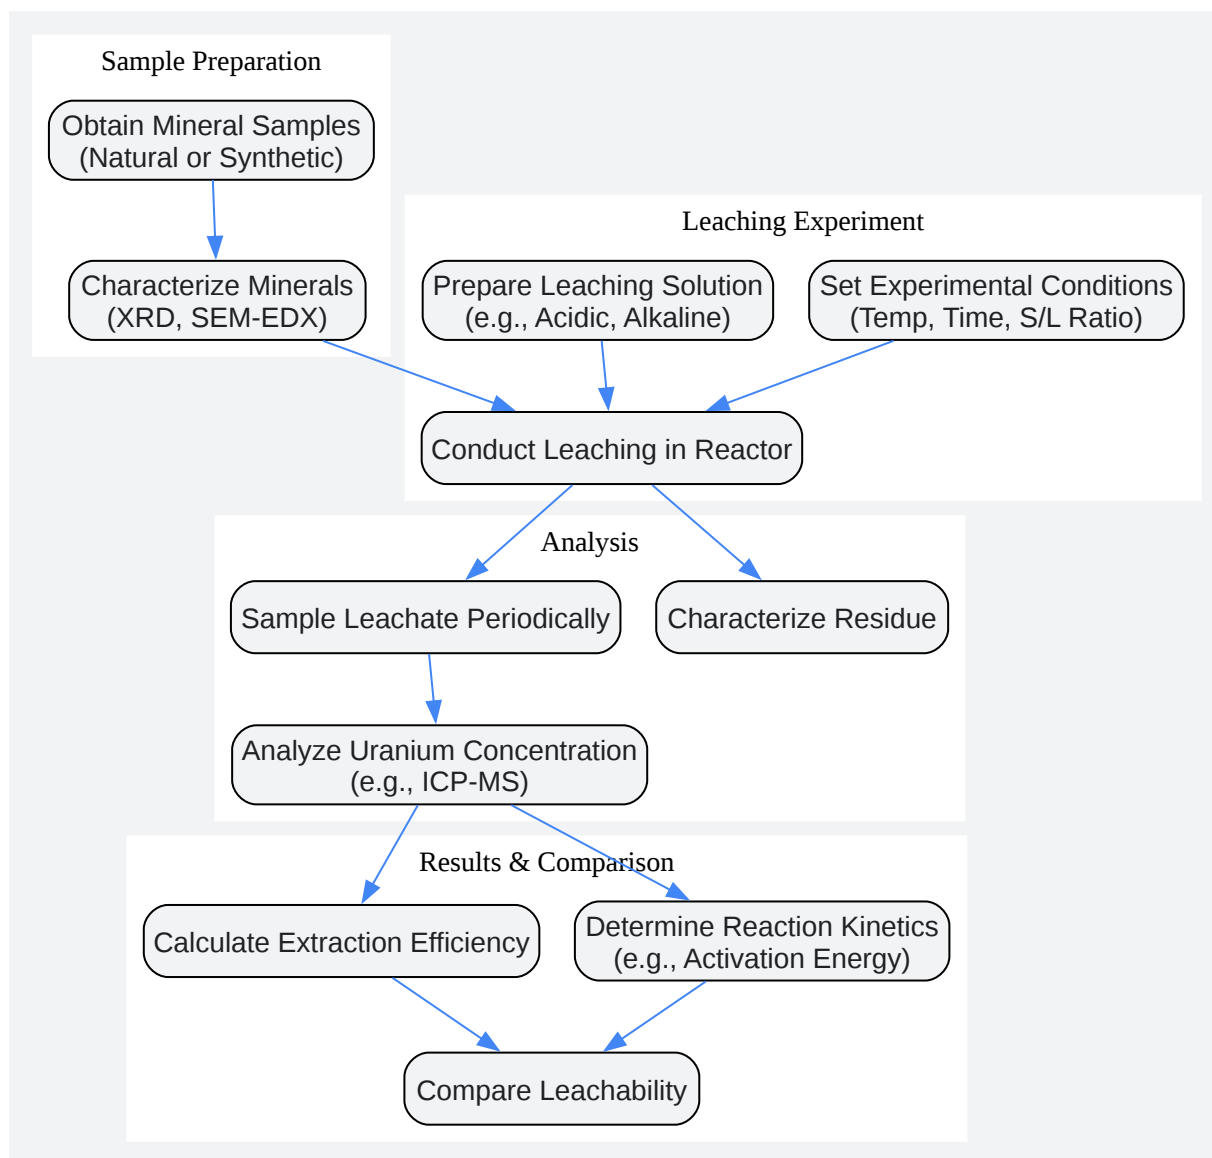 Sample Preparation
Obtain Mineral Samples
(Natural or Synthetic)
Characterize Minerals
(XRD, SEM-EDX)
Leaching Experiment
Prepare Leaching Solution
(e.g., Acidic, Alkaline)
Set Experimental Conditions
(Temp, Time, S/L Ratio)
Conduct Leaching in Reactor
Analysis
Sample Leachate Periodically
Characterize Residue
Analyze Uranium Concentration
(e.g., ICP-MS)
Results & Comparison
Calculate Extraction Efficiency
Determine Reaction Kinetics
(e.g., Activation Energy)
Compare Leachability